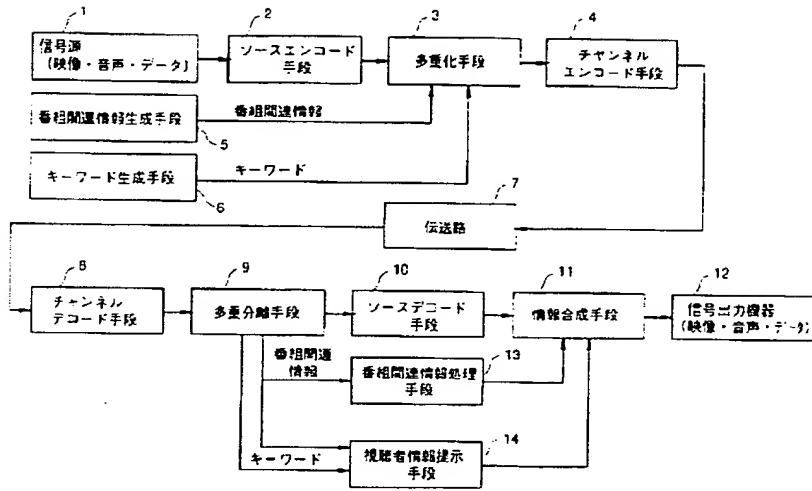 1
信号源
(映像・音声・データ)
2
ソースエンコード
手段
3
多重化手段
4
チャンネル
エンコード手段
番組関連情報生成手段
5
番組関連情報
キーワード生成手段
6
キーワード
7
伝送路
8
チャンネル
デコード手段
9
多重分離手段
10
ソースデコード
手段
11
情報合成手段
12
信号出力機器
(映像・音声・データ)
番組関連
情報
13
番組関連情報処理
手段
キーワード
14
視聴者情報提示
手段